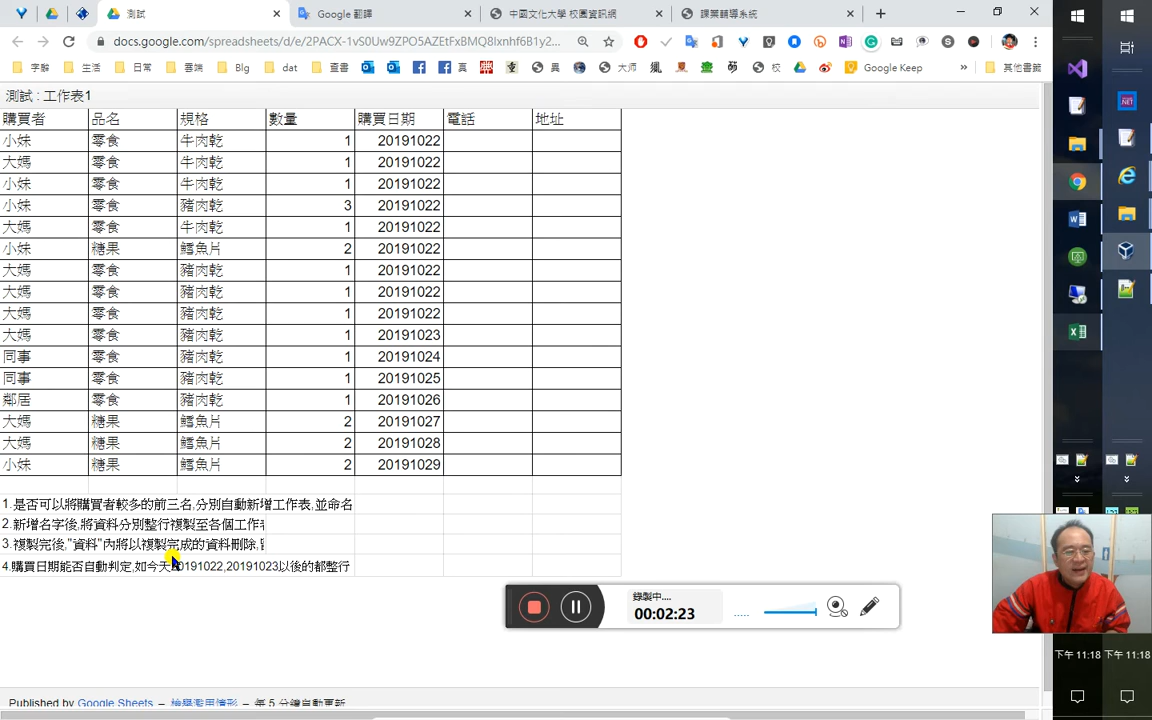 測試
Google 翻譯
中國文化大學 校園資訊網
課業輔導系統
docs.google.com/spreadsheets/d/e/2PACX-1vS0Uw9ZPO5AZEtFxBMQ8lxnhf6B1y2...
字辭
生活
日常
雲端
Blg
dat
查書
真
異
大师
萌
校
Google Keep
»
其他書籤
測試 : 工作表1
購買者 品名 規格 數量 購買日期 電話 地址
小妹 零食 牛肉乾 1 20191022
大媽 零食 牛肉乾 1 20191022
小妹 零食 牛肉乾 1 20191022
小妹 零食 豬肉乾 3 20191022
大媽 零食 牛肉乾 1 20191022
小妹 糖果 鱈魚片 2 20191022
大媽 零食 豬肉乾 1 20191022
大媽 零食 豬肉乾 1 20191022
大媽 零食 豬肉乾 1 20191022
大媽 零食 豬肉乾 1 20191023
同事 零食 豬肉乾 1 20191024
同事 零食 豬肉乾 1 20191025
鄰居 零食 豬肉乾 1 20191026
大媽 糖果 鱈魚片 2 20191027
大媽 糖果 鱈魚片 2 20191028
小妹 糖果 鱈魚片 2 20191029
1.是否可以將購買者較多的前三名,分別自動新增工作表,並命名
2.新增名字後,將資料分別整行複製至各個工作
3.複製完後,"資料"內將以複製完成的資料刪除,
4.購買日期能否自動判定,如今天20191022,20191023以後的都整行
錄製中....
00:02:23
下午 11:18
下午 11:18
Published by Google Sheets – 檢舉濫用情形 – 每 5 分鐘自動更新